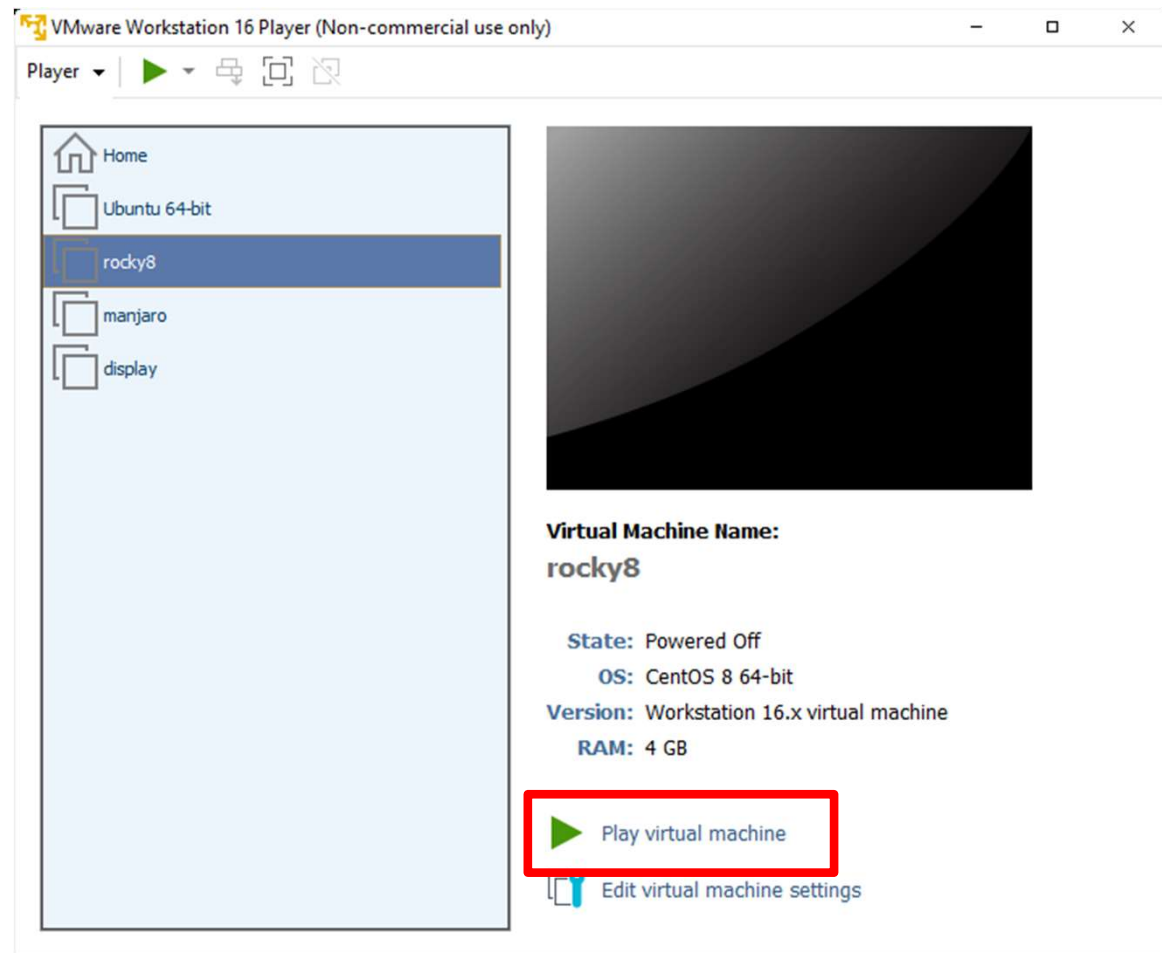 VMware Workstation 16 Player (Non-commercial use only)
Player
Home
Ubuntu 64-bit
rocky8
manjaro
display
Virtual Machine Name:
rocky8
State: Powered Off
OS: CentOS 8 64-bit
Version: Workstation 16.x virtual machine
RAM: 4 GB
Play virtual machine
Edit virtual machine settings